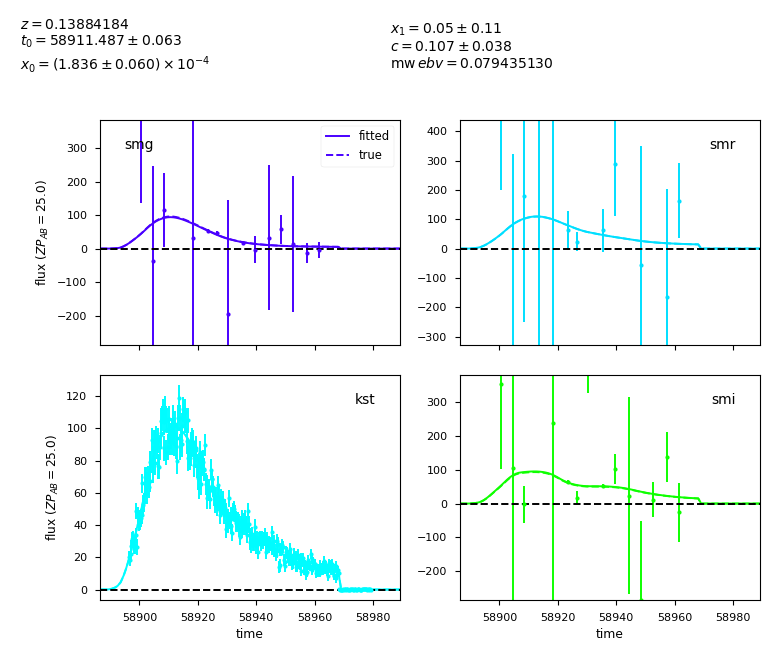 z = 0.13884184
t₀ = 58911.487 ± 0.063
x₀ = (1.836 ± 0.060) × 10⁻⁴
x₁ = 0.05 ± 0.11
c = 0.107 ± 0.038
mw ebv = 0.079435130
smg
fitted
true
300
200
100
0
−100
−200
flux (ZP_AB = 25.0)
smr
400
300
200
100
0
−100
−200
−300
kst
120
100
80
60
40
20
0
flux (ZP_AB = 25.0)
58900 58920 58940 58960 58980
time
smi
300
200
100
0
−100
−200
58900 58920 58940 58960 58980
time